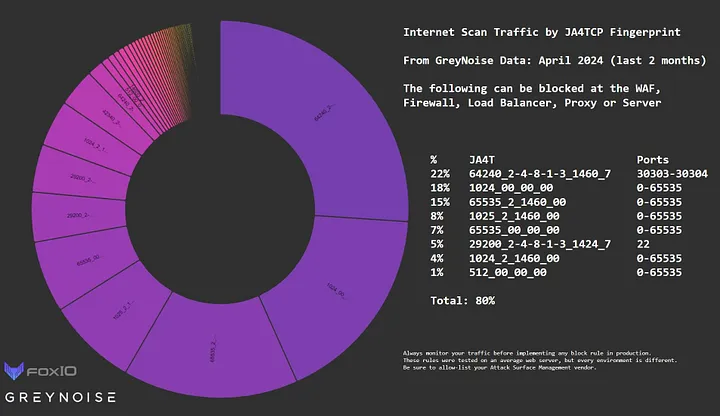 Internet Scan Traffic by JA4TCP Fingerprint
From GreyNoise Data: April 2024 (last 2 months)
The following can be blocked at the WAF,
Firewall, Load Balancer, Proxy or Server
% JA4T Ports
22% 64240_2-4-8-1-3_1460_7 30303-30304
18% 1024_00_00_00 0-65535
15% 65535_2_1460_00 0-65535
8% 1025_2_1460_00 0-65535
7% 65535_00_00_00 0-65535
5% 29200_2-4-8-1-3_1424_7 22
4% 1024_2_1460_00 0-65535
1% 512_00_00_00 0-65535
Total: 80%
Always monitor your traffic before implementing any block rule in production.
These rules were tested on an average web server, but every environment is different.
Be sure to allow-list your Attack Surface Management vendor.
64240_2-...
1024_00_...
65535_2_...
1025_2_1...
65535_00...
29200_2-...
29200_2-...
1024_2_1...
FOXIO
GREYNOISE